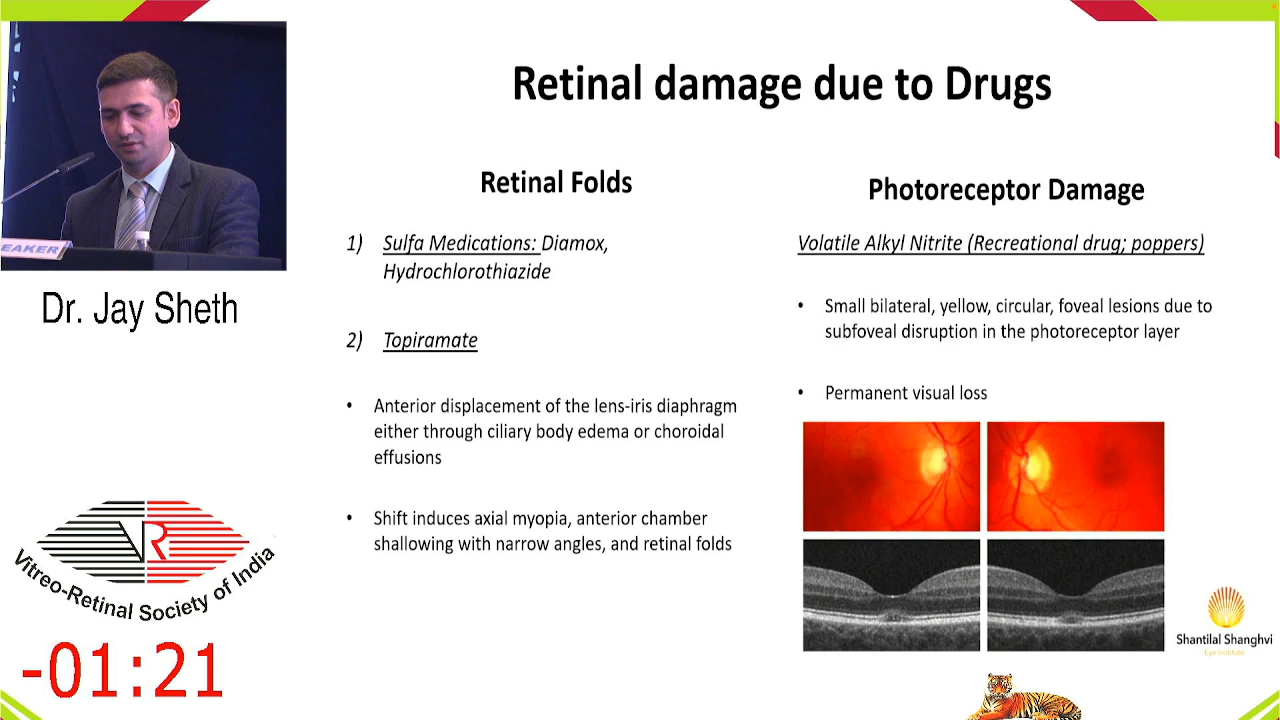 Retinal damage due to Drugs
Retinal Folds
1) Sulfa Medications: Diamox,
Hydrochlorothiazide
2) Topiramate
• Anterior displacement of the lens-iris diaphragm
either through ciliary body edema or choroidal
effusions
• Shift induces axial myopia, anterior chamber
shallowing with narrow angles, and retinal folds
Photoreceptor Damage
Volatile Alkyl Nitrite (Recreational drug; poppers)
• Small bilateral, yellow, circular, foveal lesions due to
subfoveal disruption in the photoreceptor layer
• Permanent visual loss
EAKER
Dr. Jay Sheth
VR
Vitreo-Retinal Society of India
-01:21
Shantilal Shanghvi
Eye Institute